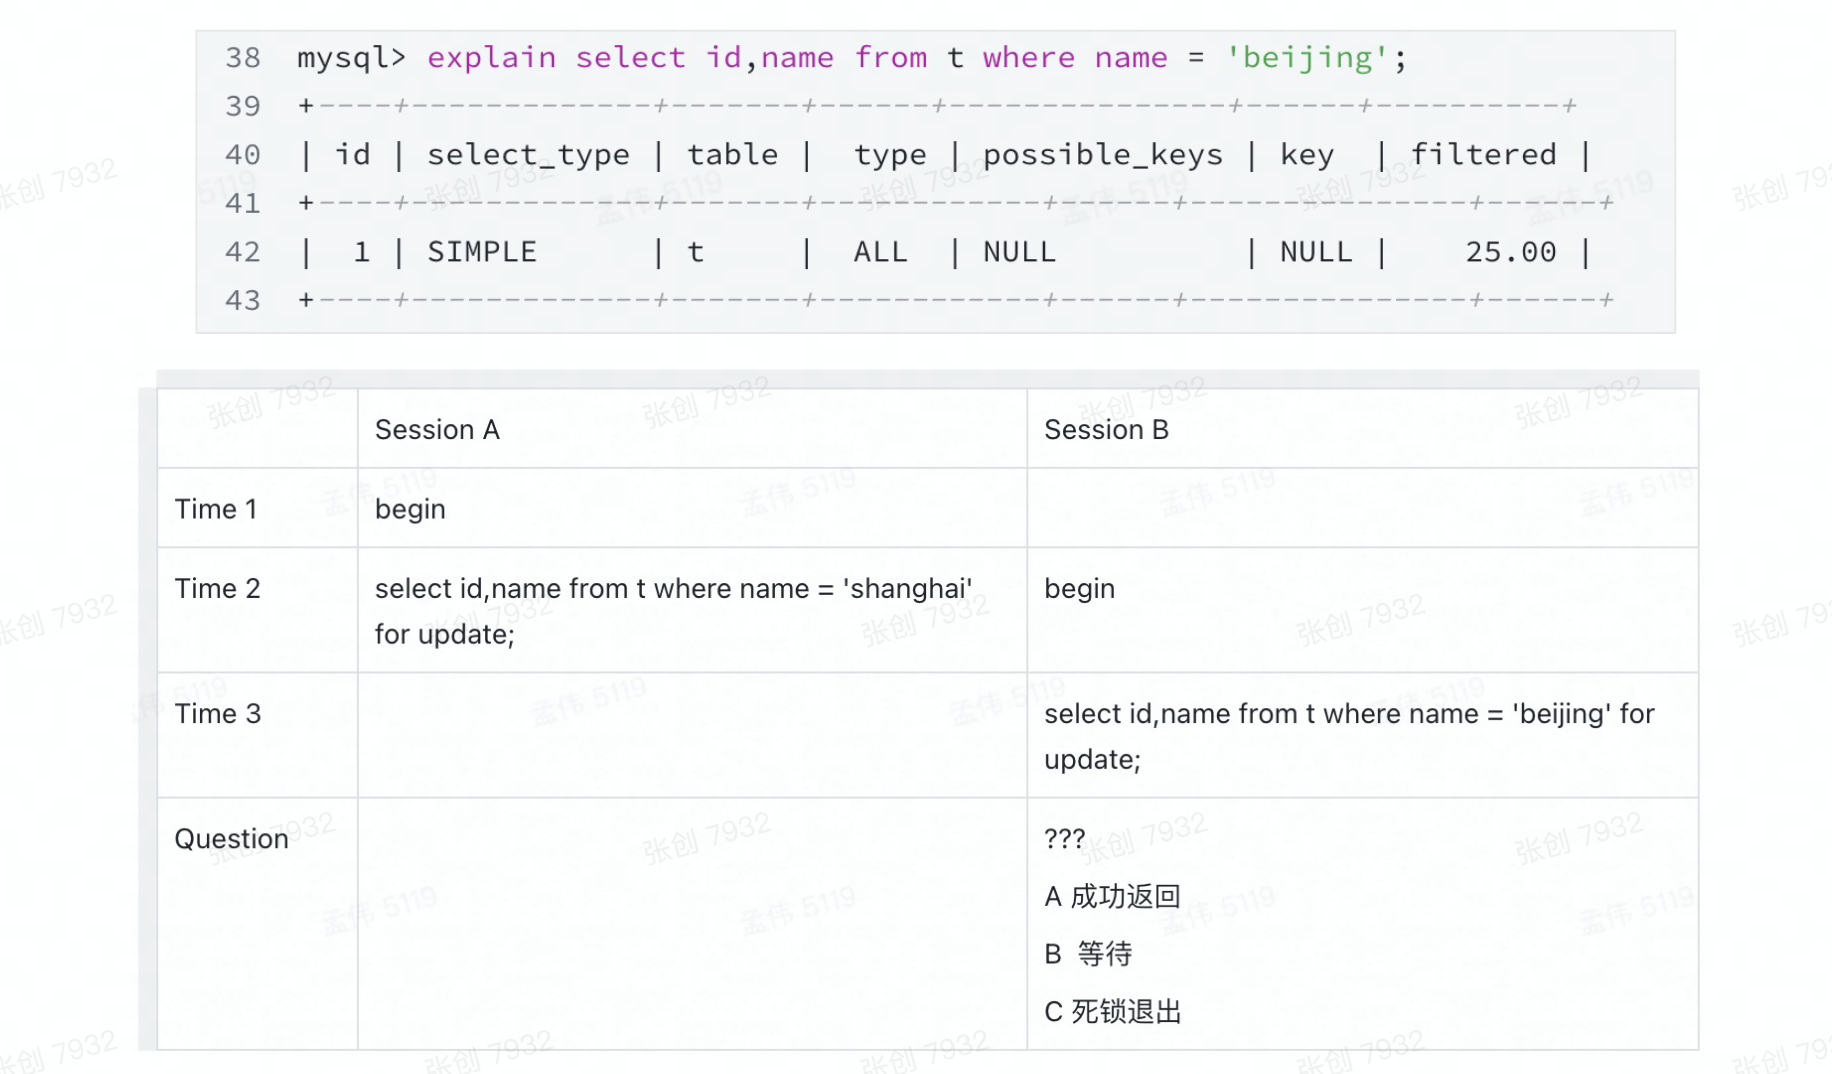 38 mysql> explain select id,name from t where name = 'beijing';
39 +----+-------------+-------+------+---------------+------+----------+
40 | id | select_type | table |  type | possible_keys | key  | filtered |
41 +----+-------------+-------+------------+------+---------------+------+
42 |  1 | SIMPLE      | t     |  ALL  | NULL          | NULL |    25.00 |
43 +----+-------------+-------+------------+------+---------------+------+
Session A Session B
Time 1 begin
Time 2 select id,name from t where name = 'shanghai' begin
for update;
Time 3 select id,name from t where name = 'beijing' for
update;
Question ???
A 成功返回
B 等待
C 死锁退出
张创 7932
孟伟 5119